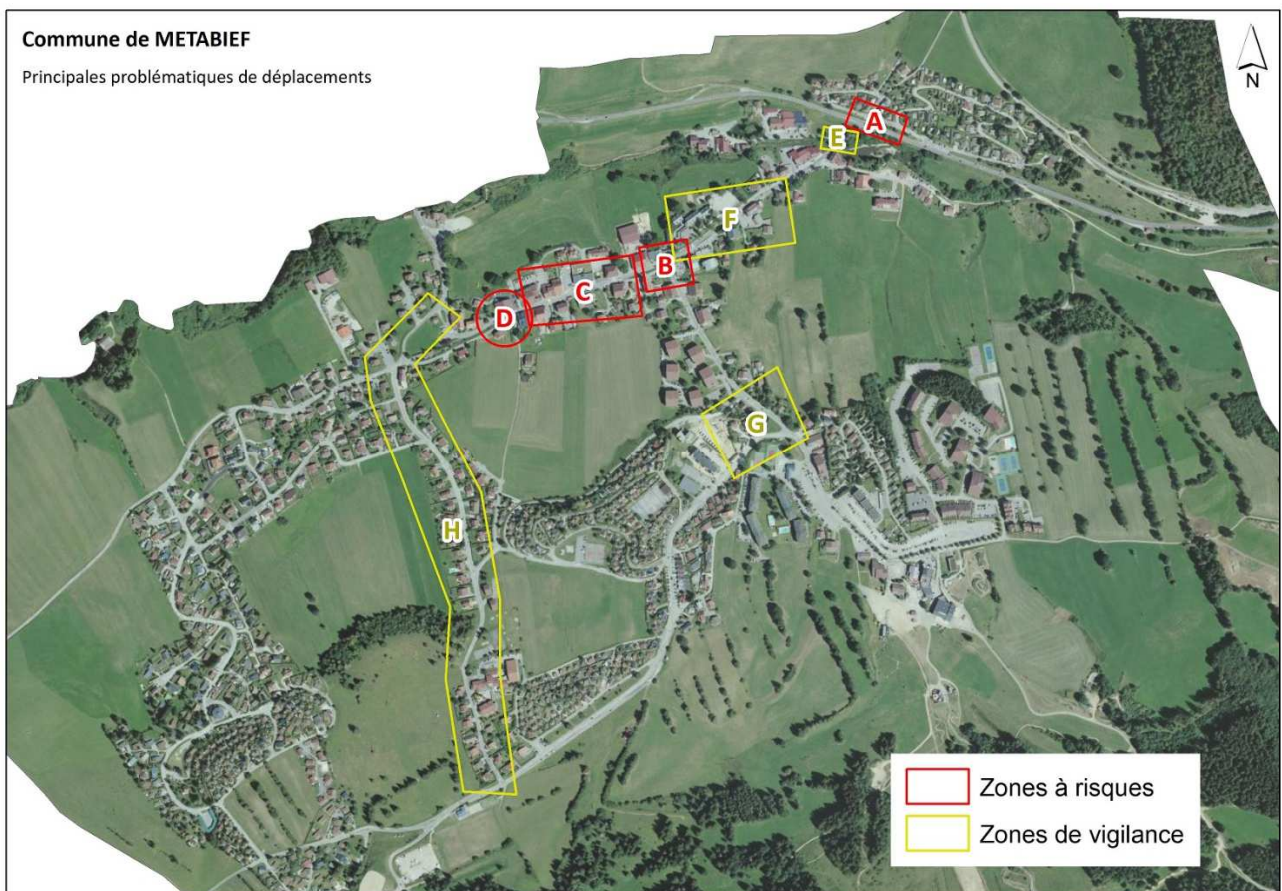 Commune de METABIEF
Principales problématiques de déplacements
N
A
E
F
B
C
D
G
H
Zones à risques
Zones de vigilance